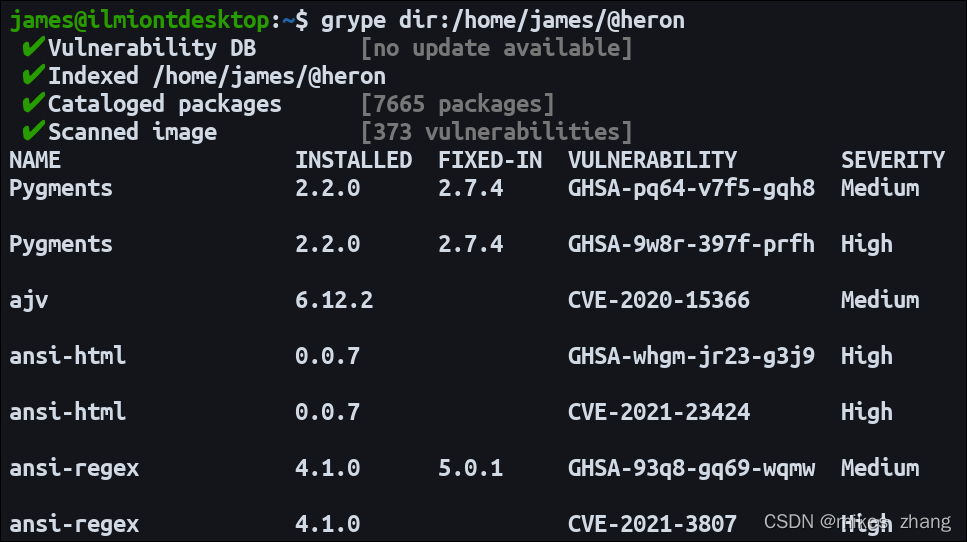 james@ilmiontdesktop:~$ grype dir:/home/james/@heron
✔Vulnerability DB [no update available]
✔Indexed /home/james/@heron
✔Cataloged packages [7665 packages]
✔Scanned image [373 vulnerabilities]
NAME INSTALLED FIXED-IN VULNERABILITY SEVERITY
Pygments 2.2.0 2.7.4 GHSA-pq64-v7f5-gqh8 Medium
Pygments 2.2.0 2.7.4 GHSA-9w8r-397f-prfh High
ajv 6.12.2 CVE-2020-15366 Medium
ansi-html 0.0.7 GHSA-whgm-jr23-g3j9 High
ansi-html 0.0.7 CVE-2021-23424 High
ansi-regex 4.1.0 5.0.1 GHSA-93q8-gq69-wqmw Medium
ansi-regex 4.1.0 CVE-2021-3807 High
CSDN zhang